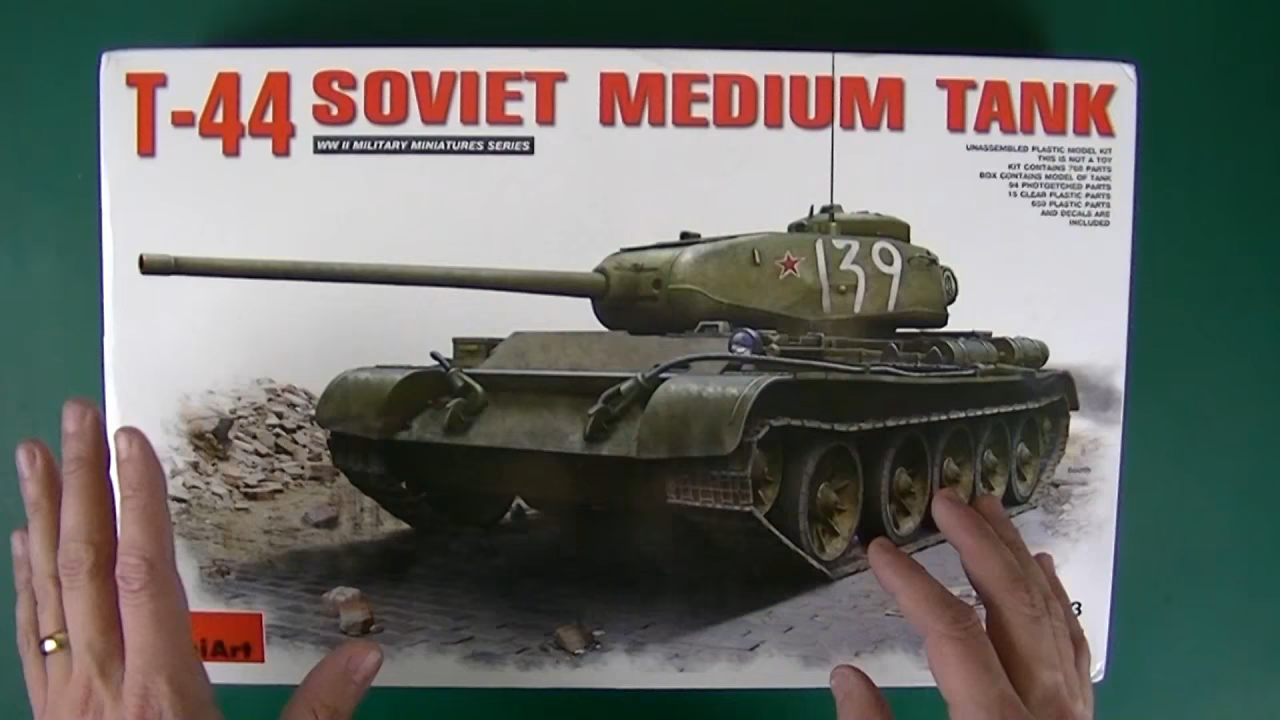 T-44 SOVIET MEDIUM TANK
WW II MILITARY MINIATURES SERIES
UNASSEMBLED PLASTIC MODEL KIT
THIS IS NOT A TOY
KIT CONTAINS 768 PARTS
BOX CONTAINS MODEL OF TANK
94 PHOTOETCHED PARTS
15 CLEAR PLASTIC PARTS
659 PLASTIC PARTS
AND DECALS ARE
INCLUDED
139
iArt
3